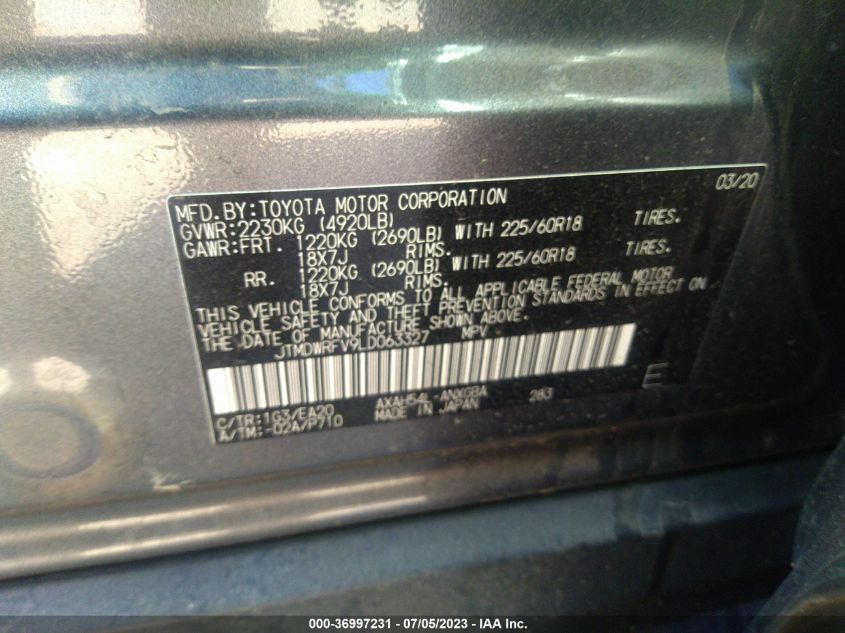 03/20
MFD.BY:TOYOTA MOTOR CORPORATION
GVWR:2230KG (4920LB)
GAWR:FRT. 1220KG (2690LB) WITH 225/60R18 TIRES.
18X7J RIMS.
RR. 1220KG (2690LB) WITH 225/60R18 TIRES.
18X7J RIMS.
THIS VEHICLE CONFORMS TO ALL APPLICABLE FEDERAL MOTOR
VEHICLE SAFETY AND THEFT PREVENTION STANDARDS IN EFFECT ON
THE DATE OF MANUFACTURE SHOWN ABOVE.
JTMDWRFV9LD063327 MPV
C/TR:1G3/EA20 AXAH54L-ANXGBA 283 E
A/TM:-02A/P710 MADE IN JAPAN
000-36997231 - 07/05/2023 - IAA Inc.